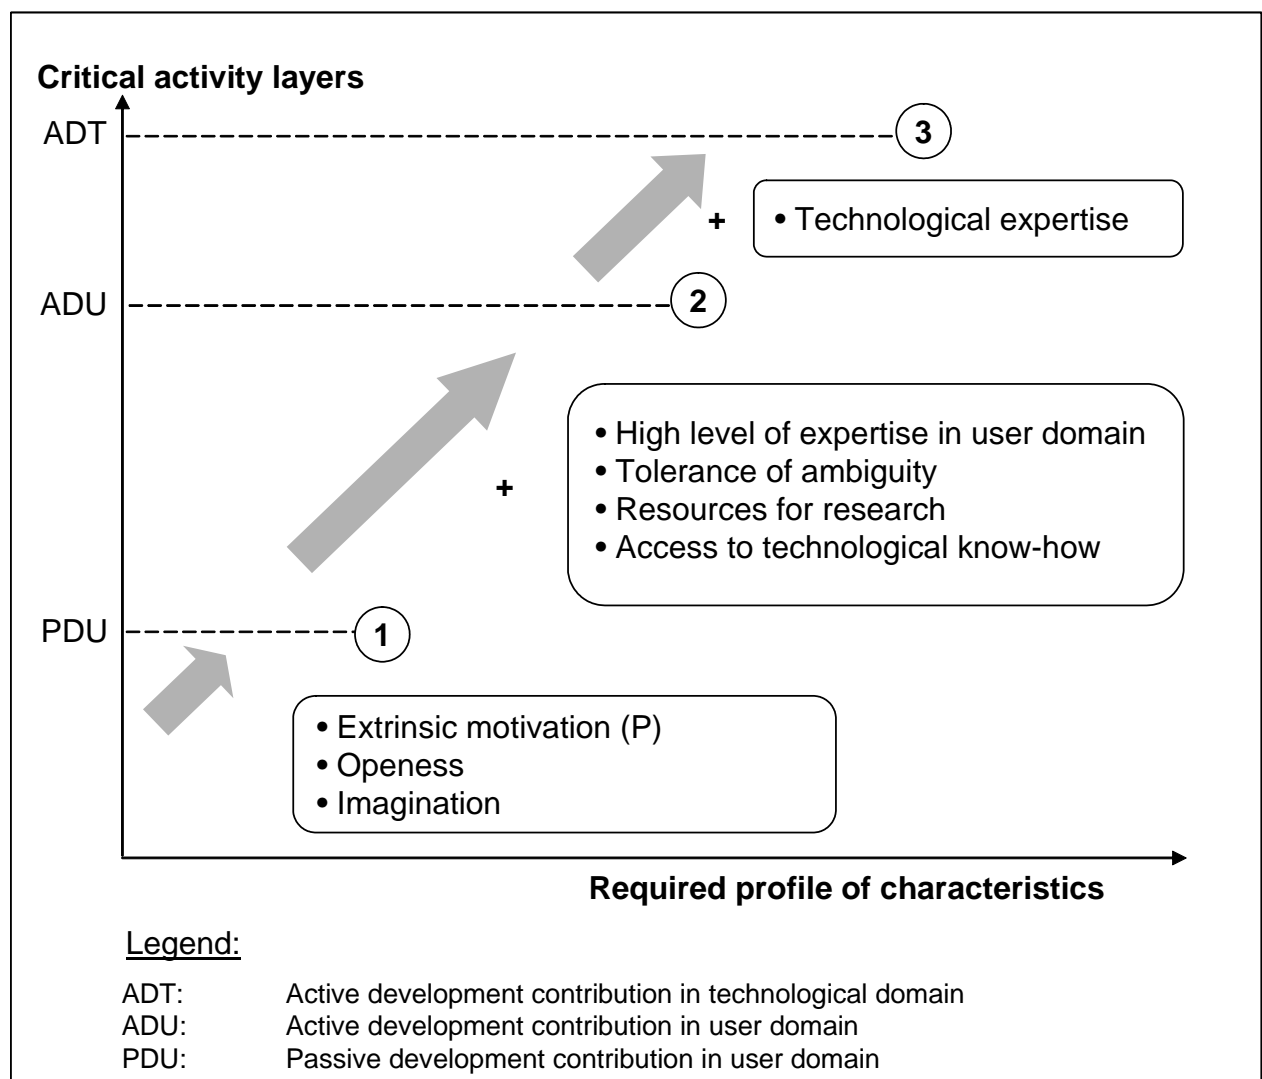 Critical activity layers
ADT
3
+
• Technological expertise
ADU
2
• High level of expertise in user domain
• Tolerance of ambiguity
+
• Resources for research
• Access to technological know-how
PDU
1
• Extrinsic motivation (P)
• Openess
• Imagination
Required profile of characteristics
Legend:
ADT: Active development contribution in technological domain
ADU: Active development contribution in user domain
PDU: Passive development contribution in user domain